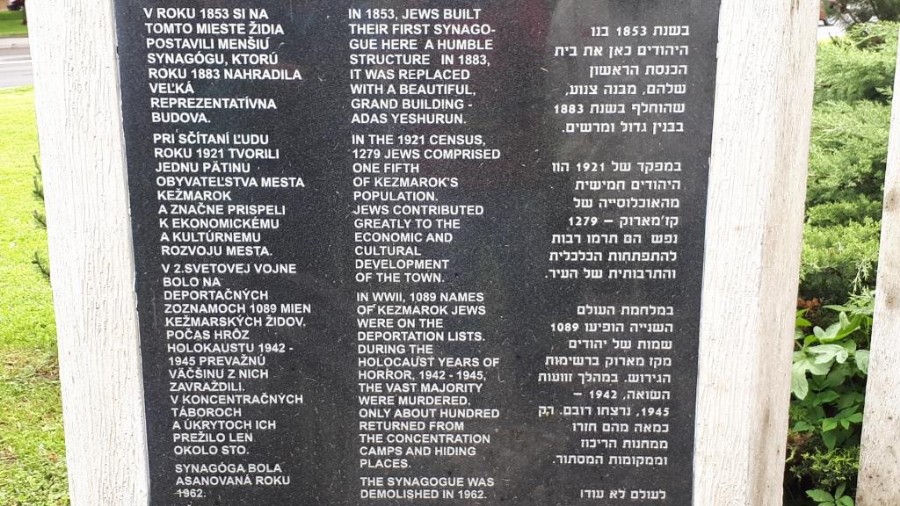 V ROKU 1853 SI NA
TOMTO MIESTE ŽIDIA
POSTAVILI MENŠIU
SYNAGÓGU, KTORÚ
ROKU 1883 NAHRADILA
VEĽKÁ
REPREZENTATÍVNA
BUDOVA.
PRI SČÍTANÍ ĽUDU
ROKU 1921 TVORILI
JEDNU PÄTINU
OBYVATEĽSTVA MESTA
KEŽMAROK
A ZNAČNE PRISPELI
K EKONOMICKÉMU
A KULTÚRNEMU
ROZVOJU MESTA.
V 2.SVETOVEJ VOJNE
BOLO NA
DEPORTAČNÝCH
ZOZNAMOCH 1089 MIEN
KEŽMARSKÝCH ŽIDOV.
POČAS HRÔZ
HOLOKAUSTU 1942 -
1945 PREVAŽNÚ
VÄČŠINU Z NICH
ZAVRAŽDILI.
V KONCENTRAČNÝCH
TÁBOROCH
A ÚKRYTOCH ICH
PREŽILO LEN
OKOLO STO.
SYNAGÓGA BOLA
ASANOVANÁ ROKU
1962.
IN 1853, JEWS BUILT
THEIR FIRST SYNAGO-
GUE HERE A HUMBLE
STRUCTURE IN 1883,
IT WAS REPLACED
WITH A BEAUTIFUL,
GRAND BUILDING -
ADAS YESHURUN.
IN THE 1921 CENSUS,
1279 JEWS COMPRISED
ONE FIFTH
OF KEZMAROK'S
POPULATION.
JEWS CONTRIBUTED
GREATLY TO THE
ECONOMIC AND
CULTURAL
DEVELOPMENT
OF THE TOWN.
IN WWII, 1089 NAMES
OF KEZMAROK JEWS
WERE ON THE
DEPORTATION LISTS.
DURING THE
HOLOCAUST YEARS OF
HORROR, 1942 - 1945,
THE VAST MAJORITY
WERE MURDERED.
ONLY ABOUT HUNDRED
RETURNED FROM
THE CONCENTRATION
CAMPS AND HIDING
PLACES.
THE SYNAGOGUE WAS
DEMOLISHED IN 1962.
בשנת 1853 בנו
היהודים כאן את בית
הכנסת הראשון
שלהם, מבנה צנוע,
שהוחלף בשנת 1883
בבנין גדול ומרשים.
במפקד של 1921 הוו
היהודים חמישית
מהאוכלוסייה של
קז'מארוק – 1279
נפש הם תרמו רבות
להתפתחות הכלכלית
והתרבותית של העיר.
במלחמת העולם
השנייה הופיעו 1089
שמות של יהודים
מקז מארוק ברשימות
הגירוש. במהלך זוועות
השואה, 1942 –
1945, נרצחו רובם. רק
כמאה מהם חזרו
ממחנות הריכוז
וממקומות המסתור.
לעולם לא עוד!